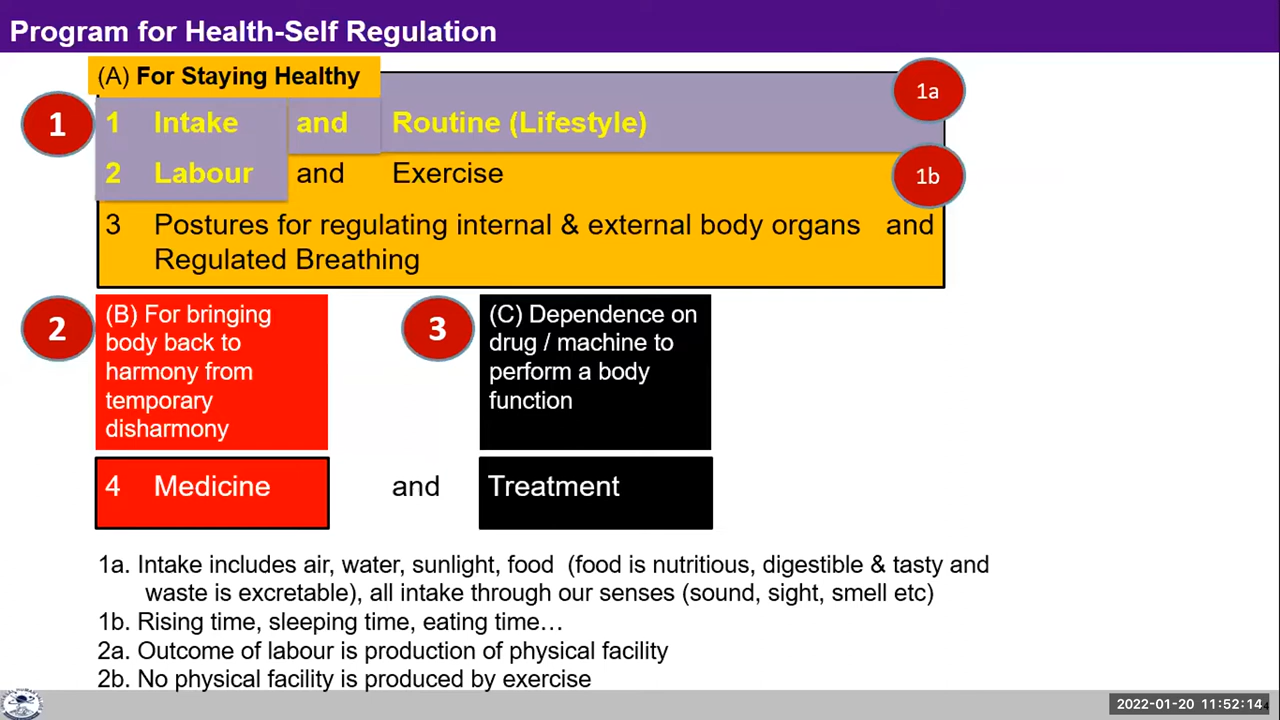 Program for Health-Self Regulation
(A) For Staying Healthy
1a
1
1 Intake and Routine (Lifestyle)
2 Labour and Exercise
1b
3 Postures for regulating internal & external body organs and
Regulated Breathing
2
(B) For bringing
body back to
harmony from
temporary
disharmony
3
(C) Dependence on
drug / machine to
perform a body
function
4 Medicine and Treatment
1a. Intake includes air, water, sunlight, food (food is nutritious, digestible & tasty and
waste is excretable), all intake through our senses (sound, sight, smell etc)
1b. Rising time, sleeping time, eating time…
2a. Outcome of labour is production of physical facility
2b. No physical facility is produced by exercise
2022-01-20 11:52:14